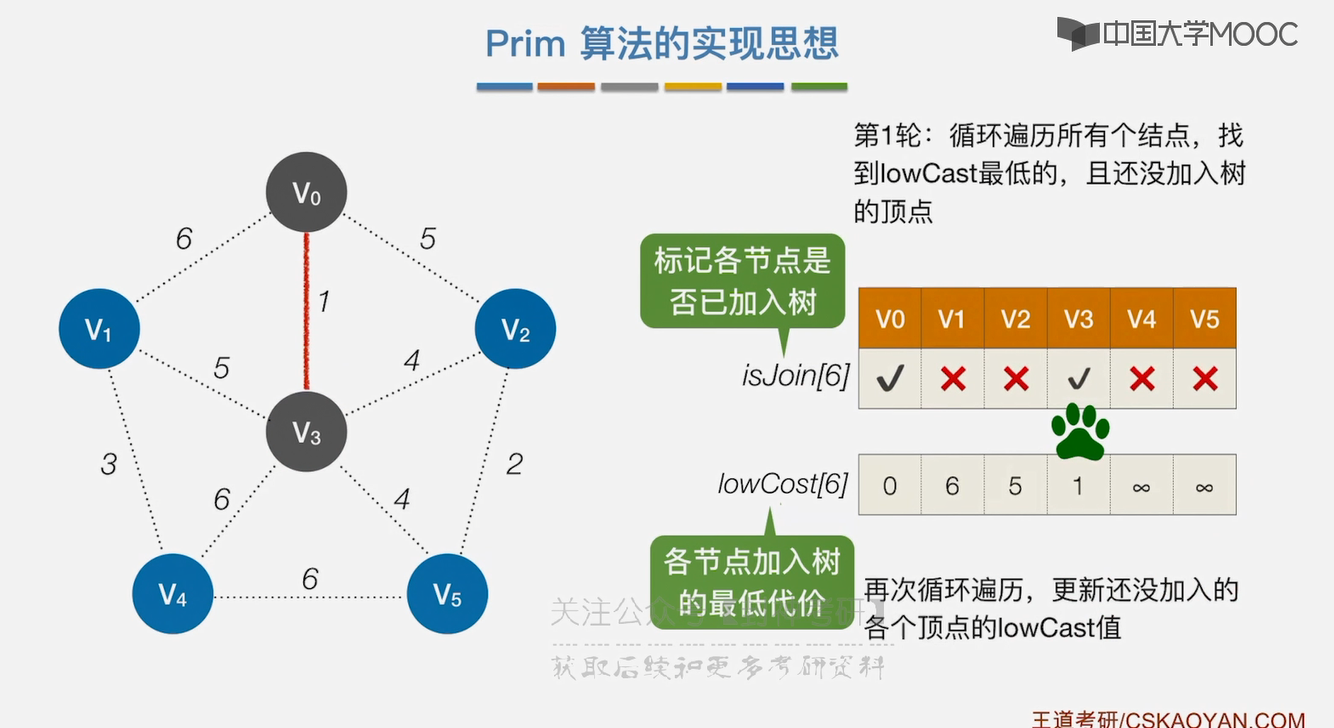 Prim 算法的实现思想
中国大学MOOC
第1轮：循环遍历所有个结点，找
到lowCast最低的，且还没加入树
的顶点
V0
6
5
1
V1
V2
5
4
V3
3
2
6
4
V4
6
V5
标记各节点是
否已加入树
V0 V1 V2 V3 V4 V5
isJoin[6] ✓ ✕ ✕ ✓ ✕ ✕
lowCost[6] 0 6 5 1 ∞ ∞
各节点加入树
的最低代价
再次循环遍历，更新还没加入的
各个顶点的lowCast值
关注公众号
考研】
获取后续和更多考研资料
王道考研/CSKAOYAN.COM